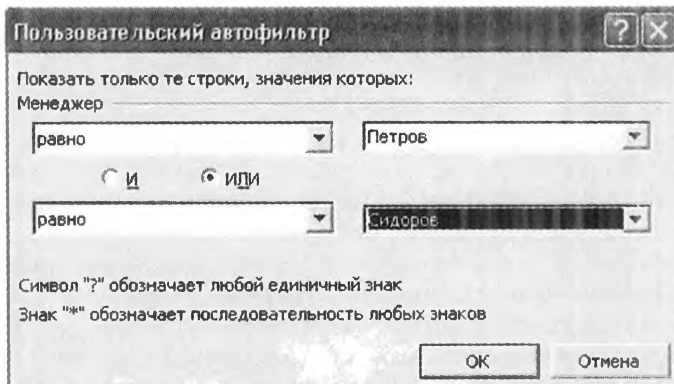 Пользовательский автофильтр
Показать только те строки, значения которых:
Менеджер
равно Петров
И ИЛИ
равно Сидоров
Символ "?" обозначает любой единичный знак
Знак "*" обозначает последовательность любых знаков
ОК Отмена